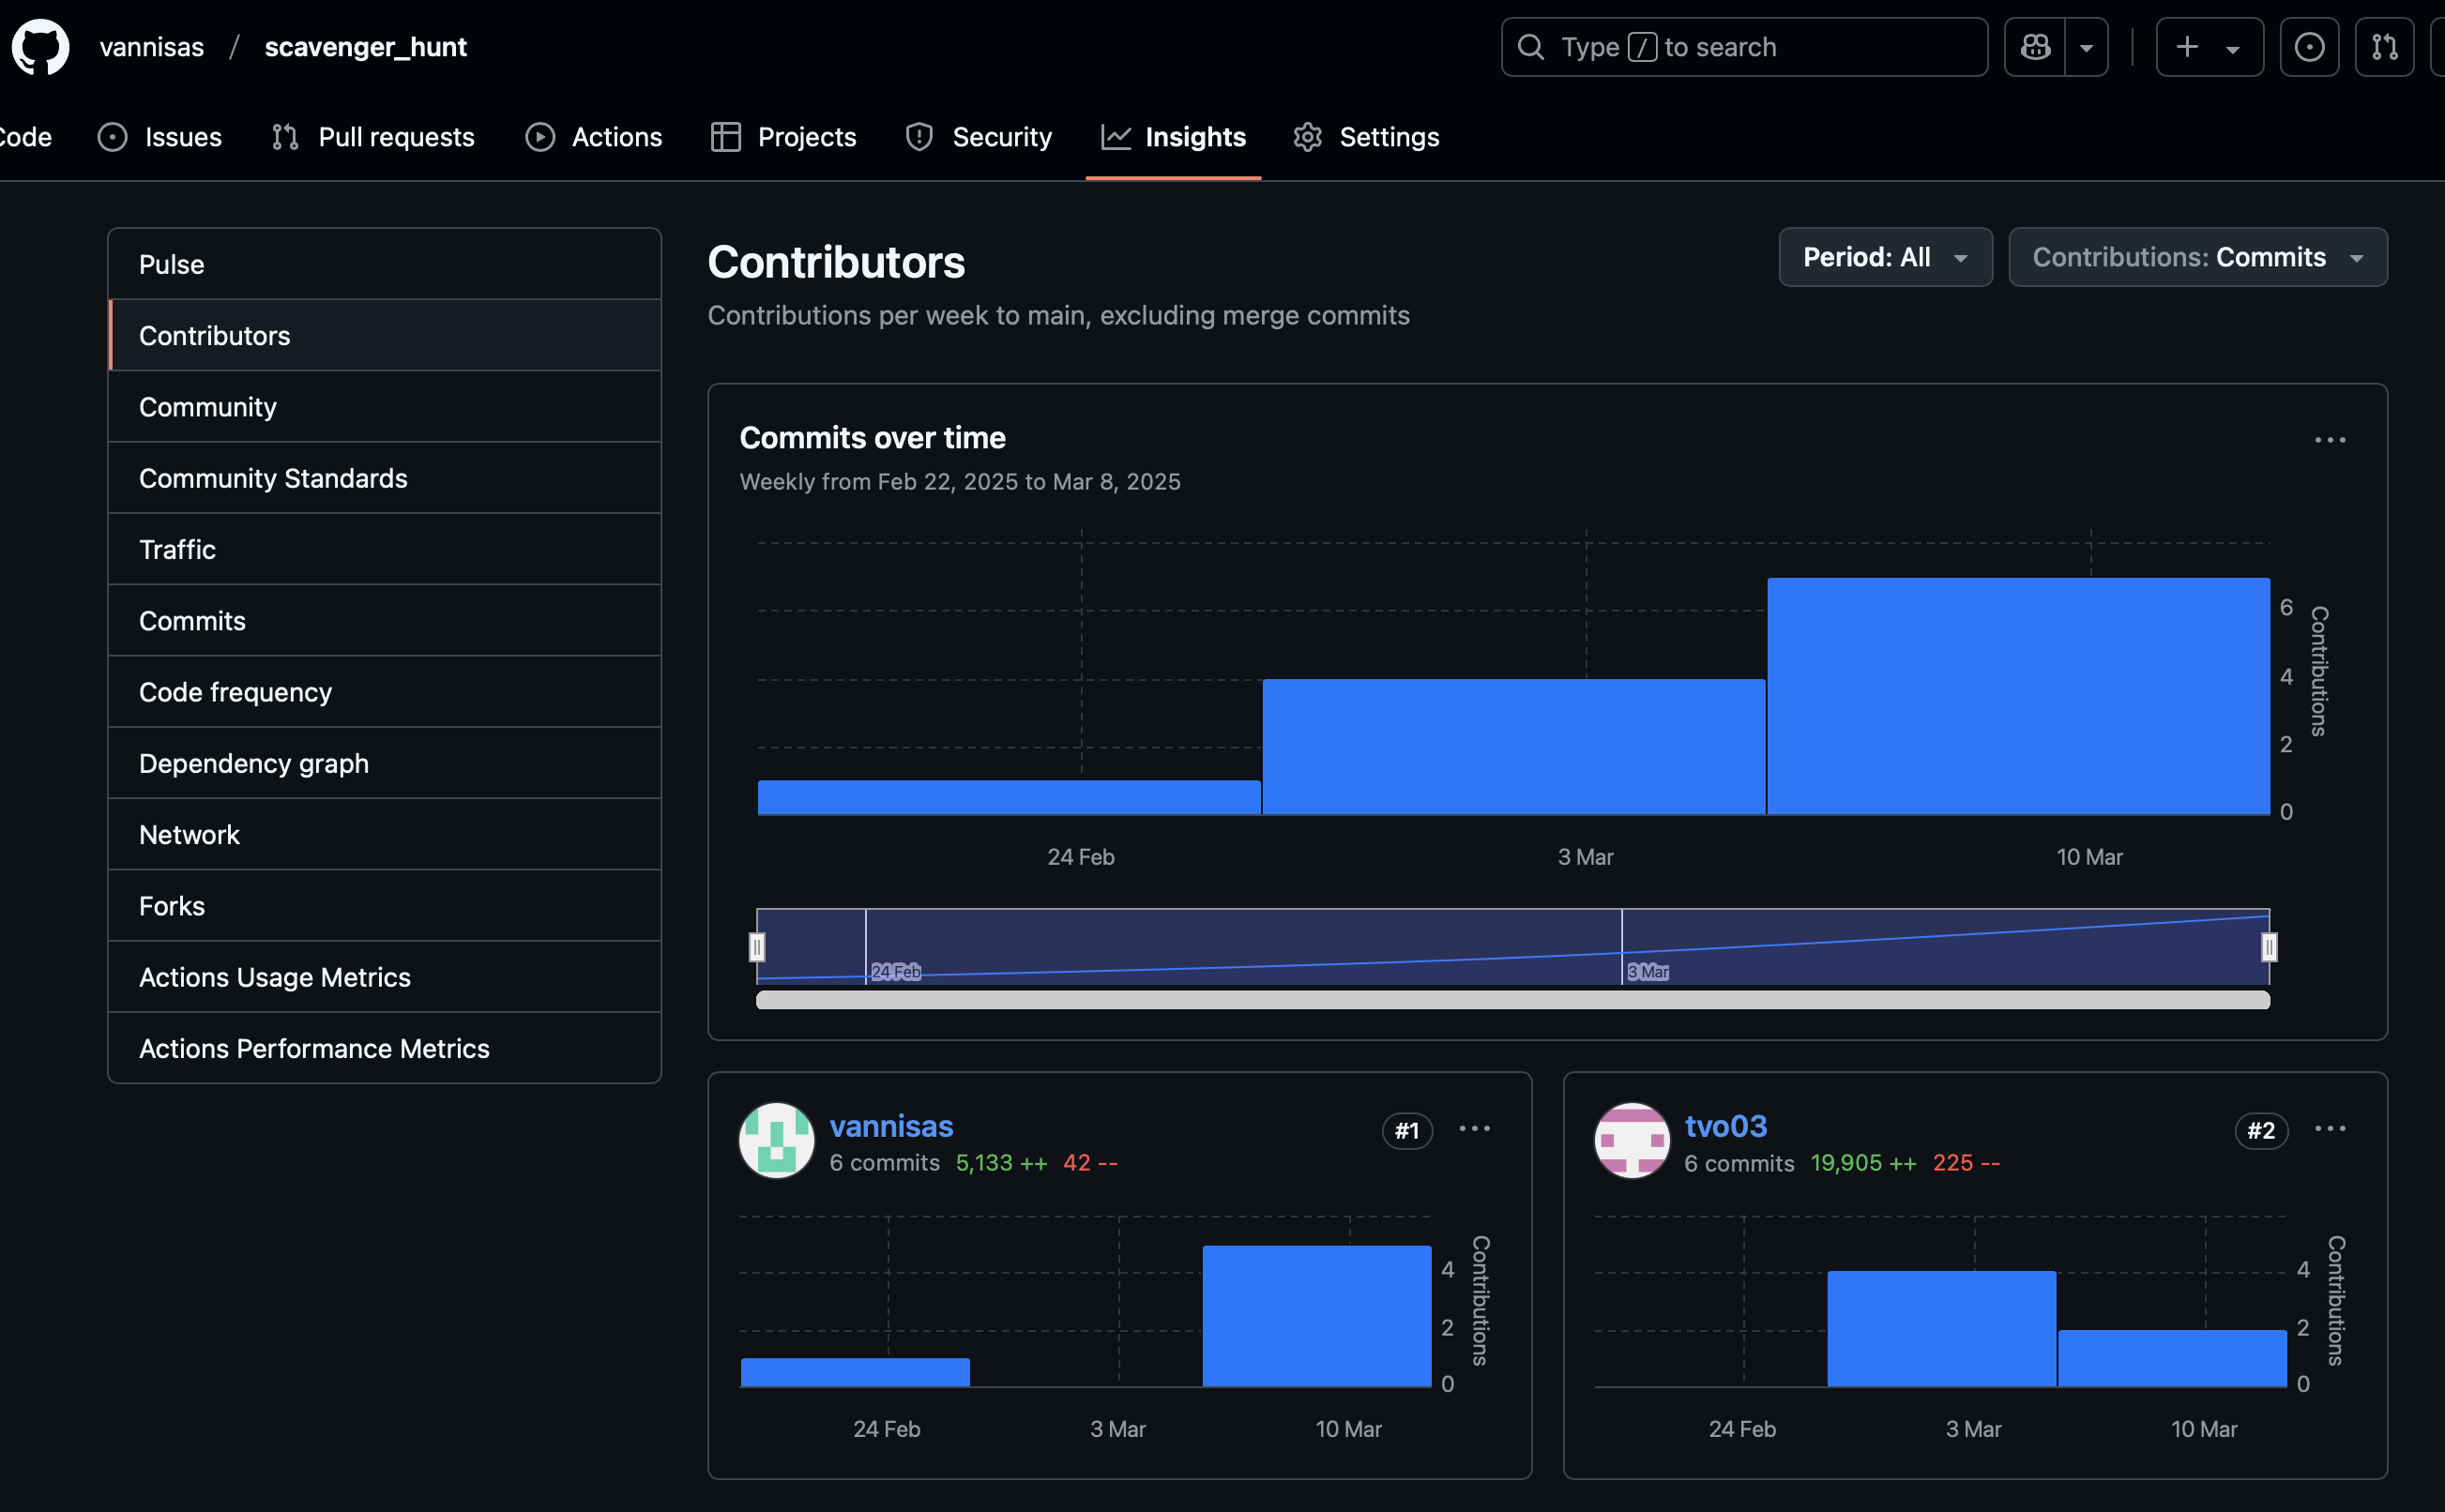 vannisas / scavenger_hunt
Type / to search
Code
Issues
Pull requests
Actions
Projects
Security
Insights
Settings
Pulse
Contributors
Community
Community Standards
Traffic
Commits
Code frequency
Dependency graph
Network
Forks
Actions Usage Metrics
Actions Performance Metrics
Contributors
Contributions per week to main, excluding merge commits
Period: All
Contributions: Commits
Commits over time
Weekly from Feb 22, 2025 to Mar 8, 2025
6
4
2
0
Contributions
24 Feb
3 Mar
10 Mar
24 Feb
3 Mar
vannisas
#1
6 commits 5,133 ++ 42 --
4
2
0
Contributions
24 Feb
3 Mar
10 Mar
tvo03
#2
6 commits 19,905 ++ 225 --
4
2
0
Contributions
24 Feb
3 Mar
10 Mar